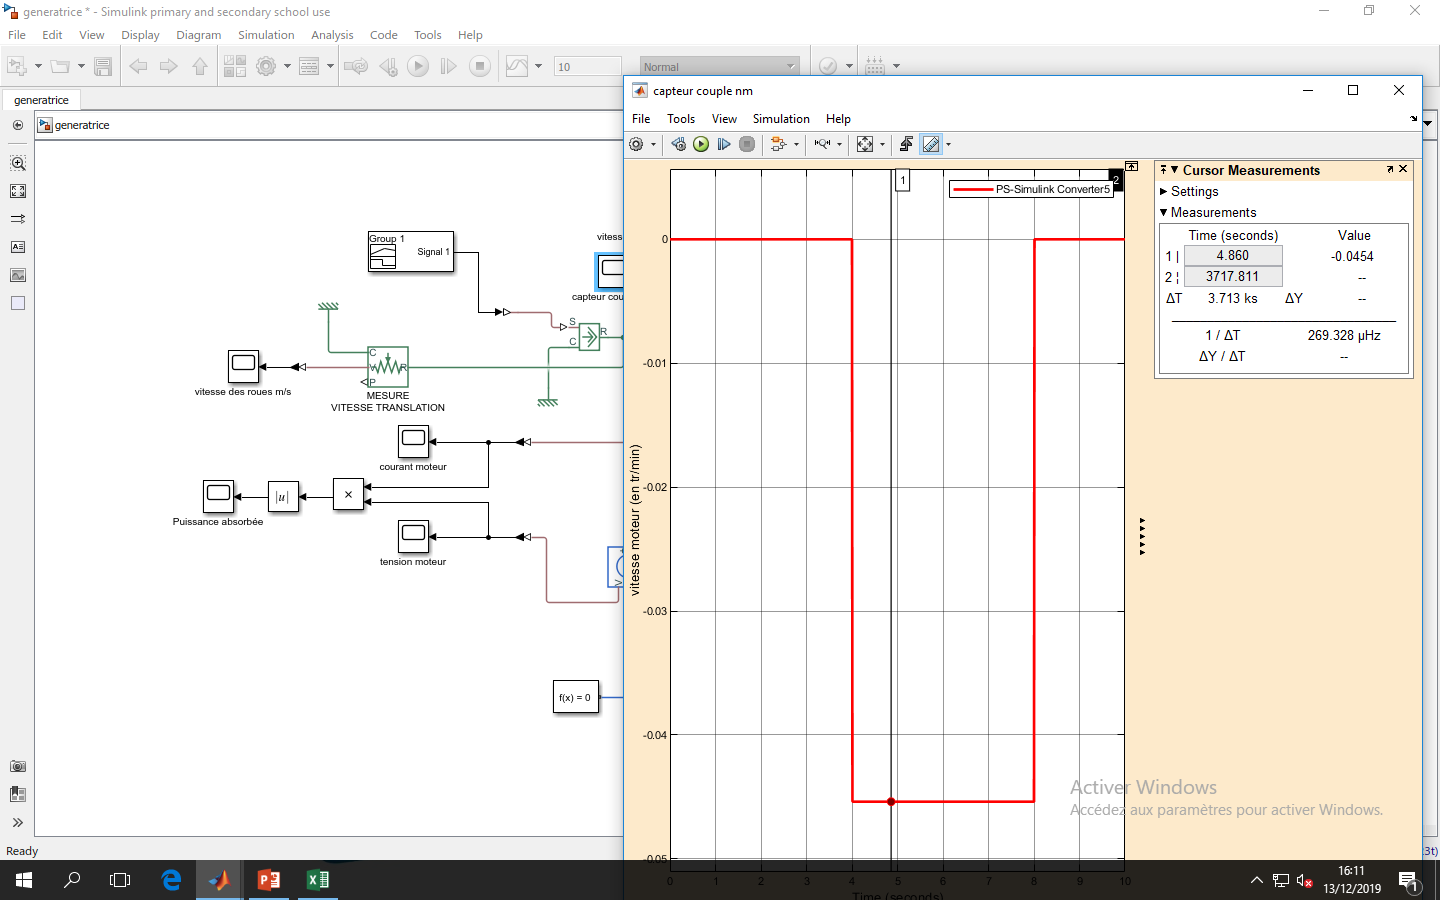 generatrice * - Simulink primary and secondary school use
File Edit View Display Diagram Simulation Analysis Code Tools Help
10
Normal
generatrice
generatrice
capteur couple nm
File Tools View Simulation Help
PS-Simulink Converter5
1
2
0
-0.01
-0.02
-0.03
-0.04
-0.05
vitesse moteur (en tr/min)
0 1 2 3 4 5 6 7 8 9 10
Time (seconds)
Cursor Measurements
Settings
Measurements
Time (seconds) Value
1 | 4.860 -0.0454
2 ¦ 3717.811 --
ΔT 3.713 ks ΔY --
1 / ΔT 269.328 µHz
ΔY / ΔT --
Group 1
Signal 1
S
C
R
C
V
R
P
vitesse des roues m/s
MESURE
VITESSE TRANSLATION
courant moteur
|u|
×
Puissance absorbée
tension moteur
f(x) = 0
Activer Windows
Accédez aux paramètres pour activer Windows.
Ready
3t)
16:11
13/12/2019
1